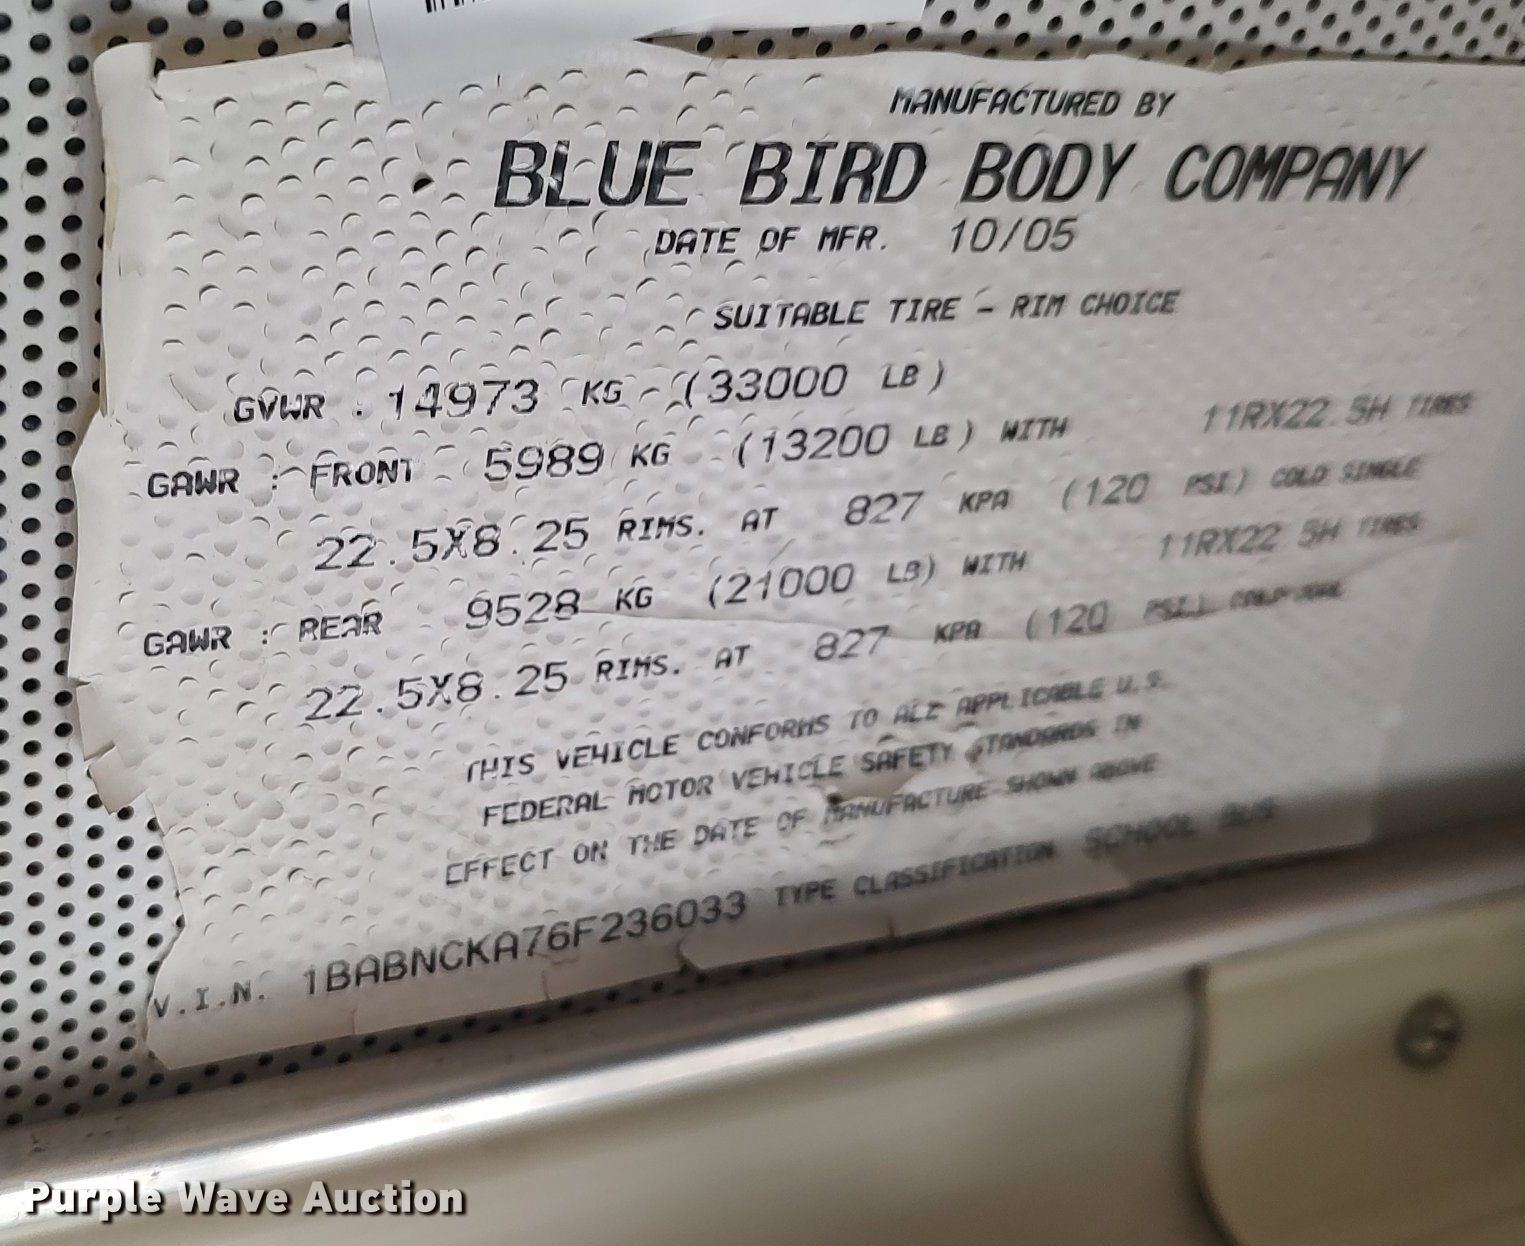 MANUFACTURED BY
BLUE BIRD BODY COMPANY
DATE OF MFR. 10/05
SUITABLE TIRE - RIM CHOICE
GVWR : 14973 KG - (33000 LB)
GAWR : FRONT 5989 KG (13200 LB) WITH 11RX22.5H TIRES
22.5X8.25 RIMS. AT 827 KPA (120 PSI) COLD SINGLE
GAWR : REAR 9528 KG (21000 LB) WITH 11RX22.5H TIRES
22.5X8.25 RIMS. AT 827 KPA (120 PSI) COLD DUAL
THIS VEHICLE CONFORMS TO ALL APPLICABLE U.S.
FEDERAL MOTOR VEHICLE SAFETY STANDARDS IN
EFFECT ON THE DATE OF MANUFACTURE SHOWN ABOVE
V.I.N. 1BABNCKA76F236033 TYPE CLASSIFICATION SCHOOL BUS
Purple Wave Auction